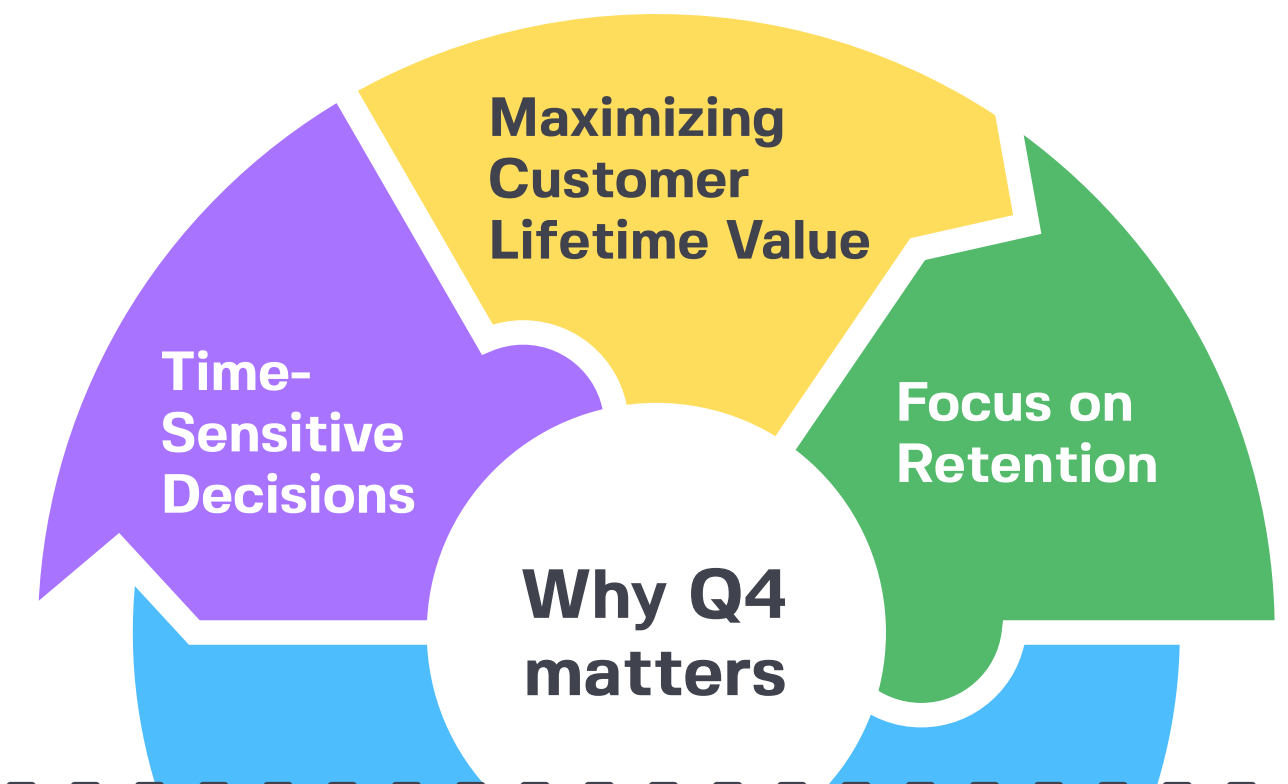 Maximizing
Customer
Lifetime Value
Time-
Sensitive
Decisions
Focus on
Retention
Why Q4
matters